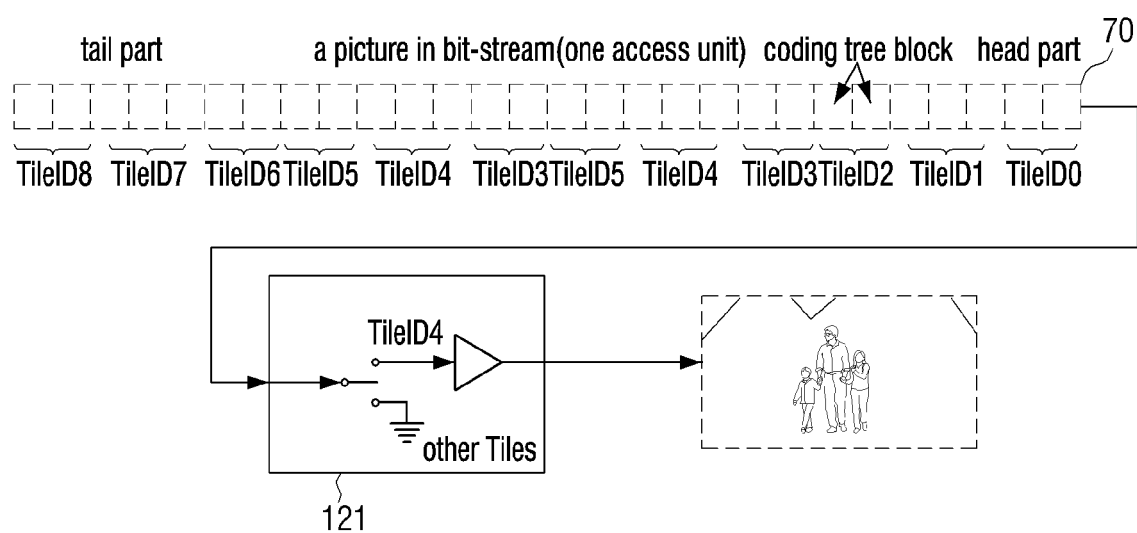 tail part a picture in bit-stream(one access unit) coding tree block head part 70
TileID8 TileID7 TileID6 TileID5 TileID4 TileID3 TileID5 TileID4 TileID3 TileID2 TileID1 TileID0
TileID4
other Tiles
121